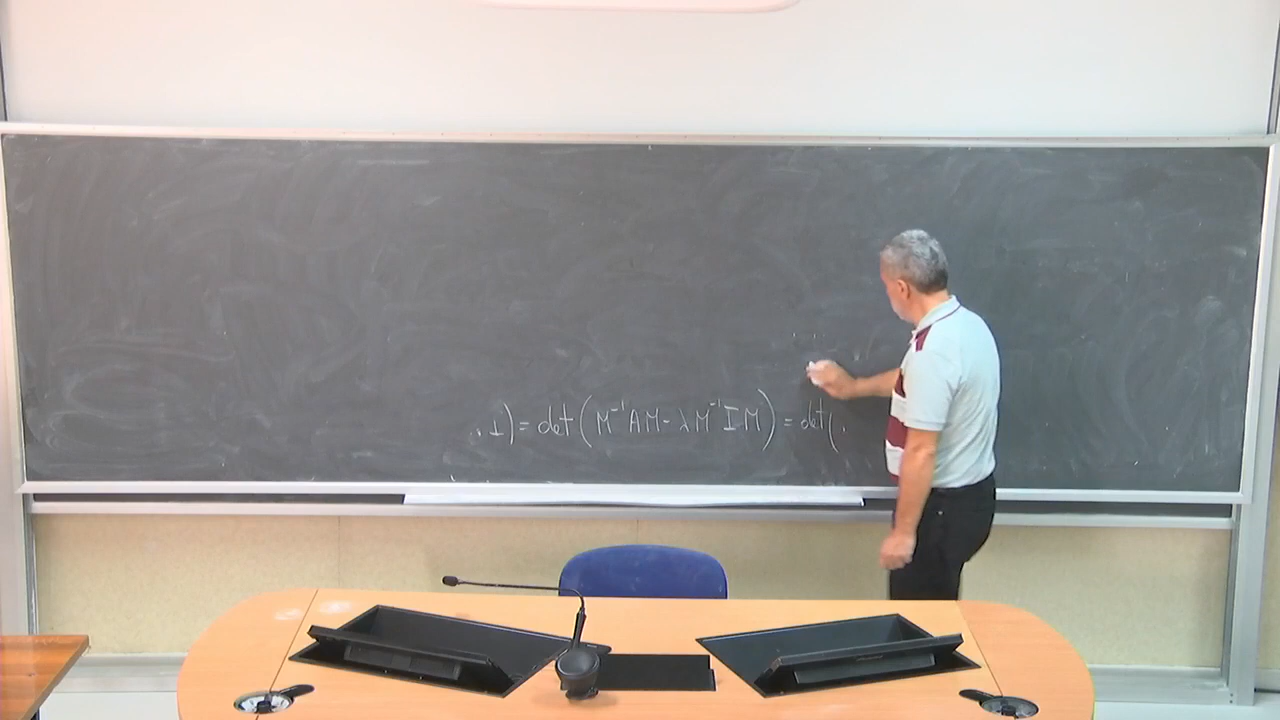 I) = det (M⁻¹AM - λM⁻¹IM) = det(